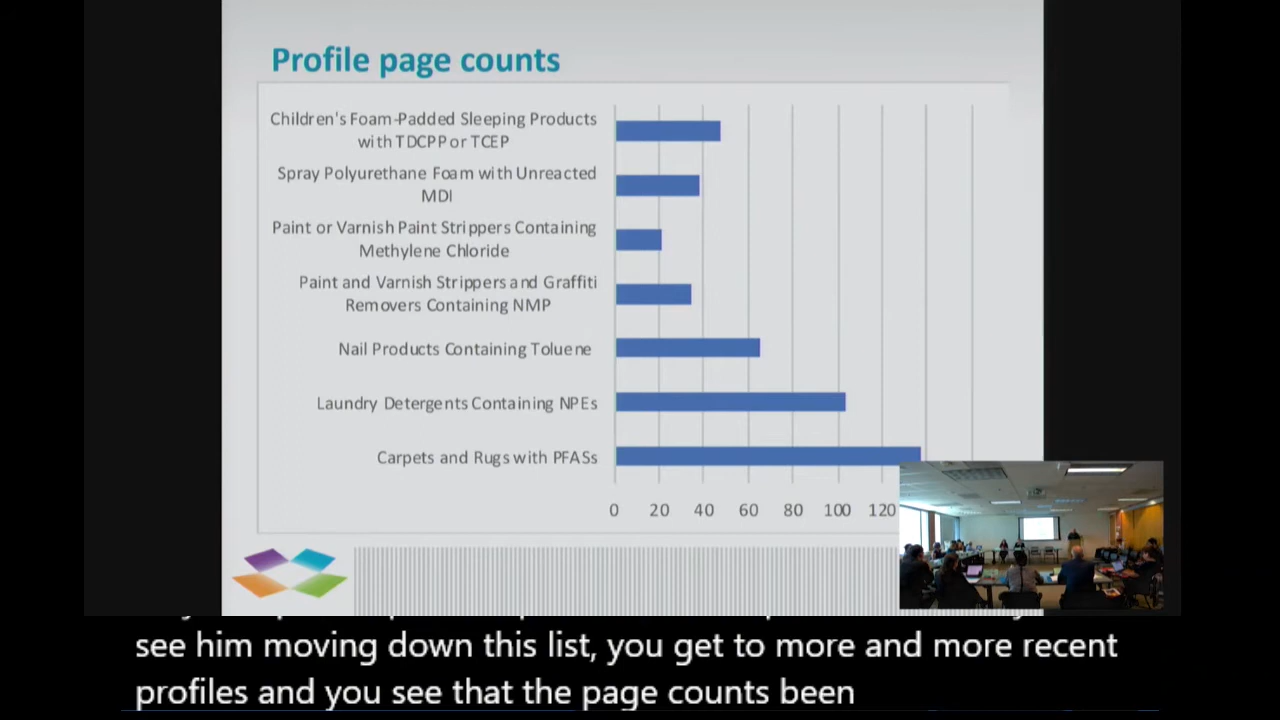 Profile page counts
Children's Foam-Padded Sleeping Products
with TDCPP or TCEP
Spray Polyurethane Foam with Unreacted
MDI
Paint or Varnish Paint Strippers Containing
Methylene Chloride
Paint and Varnish Strippers and Graffiti
Removers Containing NMP
Nail Products Containing Toluene
Laundry Detergents Containing NPEs
Carpets and Rugs with PFASs
0 20 40 60 80 100 120
see him moving down this list, you get to more and more recent
profiles and you see that the page counts been